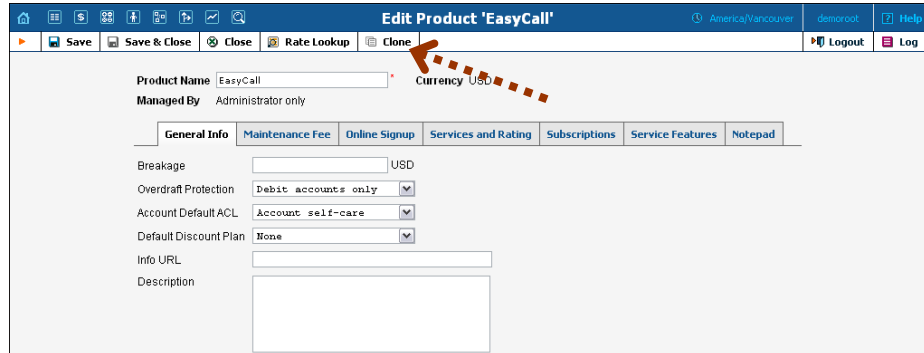 Edit Product 'EasyCall' America/Vancouver demoroot Help
Save Save & Close Close Rate Lookup Clone Logout Log
Product Name EasyCall * Currency USD
Managed By Administrator only
General Info Maintenance Fee Online Signup Services and Rating Subscriptions Service Features Notepad
Breakage USD
Overdraft Protection Debit accounts only
Account Default ACL Account self-care
Default Discount Plan None
Info URL
Description